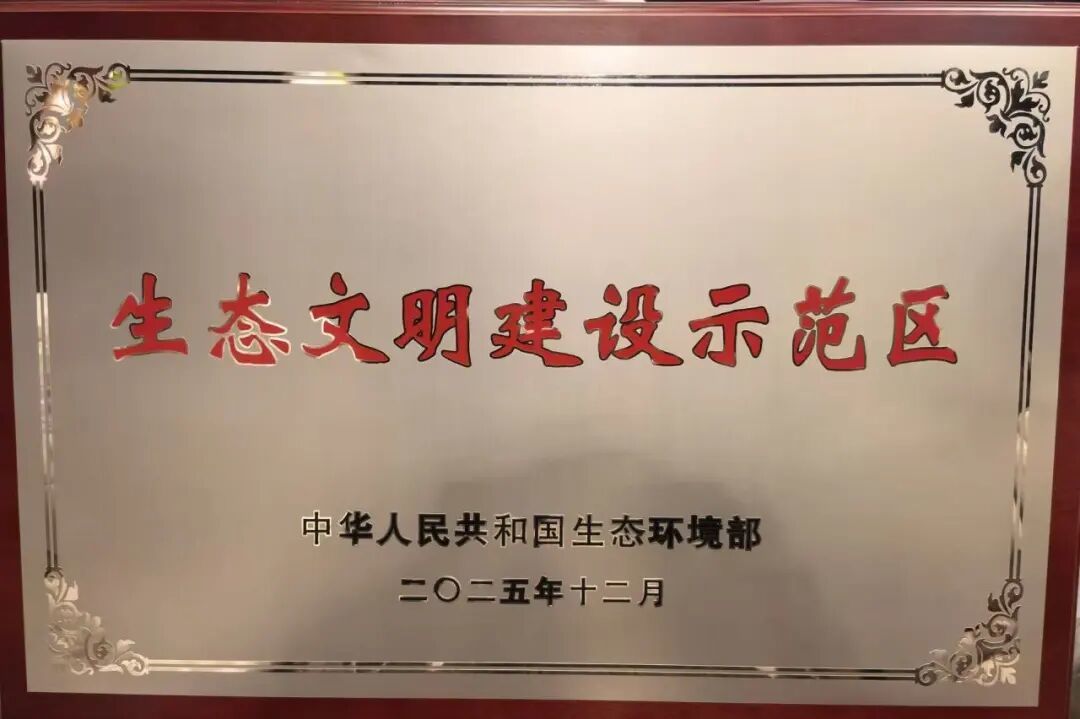 生态文明建设示范区
中华人民共和国生态环境部
二〇二五年十二月